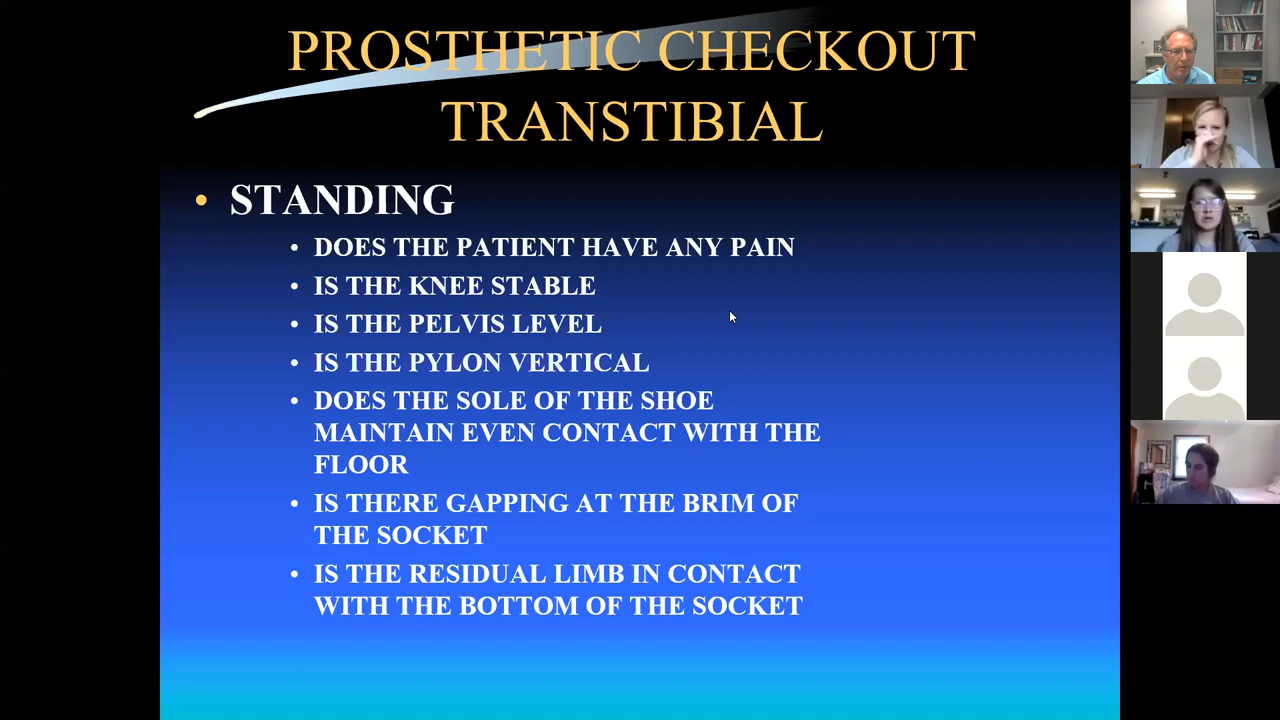 PROSTHETIC CHECKOUT
TRANSTIBIAL
• STANDING
• DOES THE PATIENT HAVE ANY PAIN
• IS THE KNEE STABLE
• IS THE PELVIS LEVEL
• IS THE PYLON VERTICAL
• DOES THE SOLE OF THE SHOE
MAINTAIN EVEN CONTACT WITH THE
FLOOR
• IS THERE GAPPING AT THE BRIM OF
THE SOCKET
• IS THE RESIDUAL LIMB IN CONTACT
WITH THE BOTTOM OF THE SOCKET